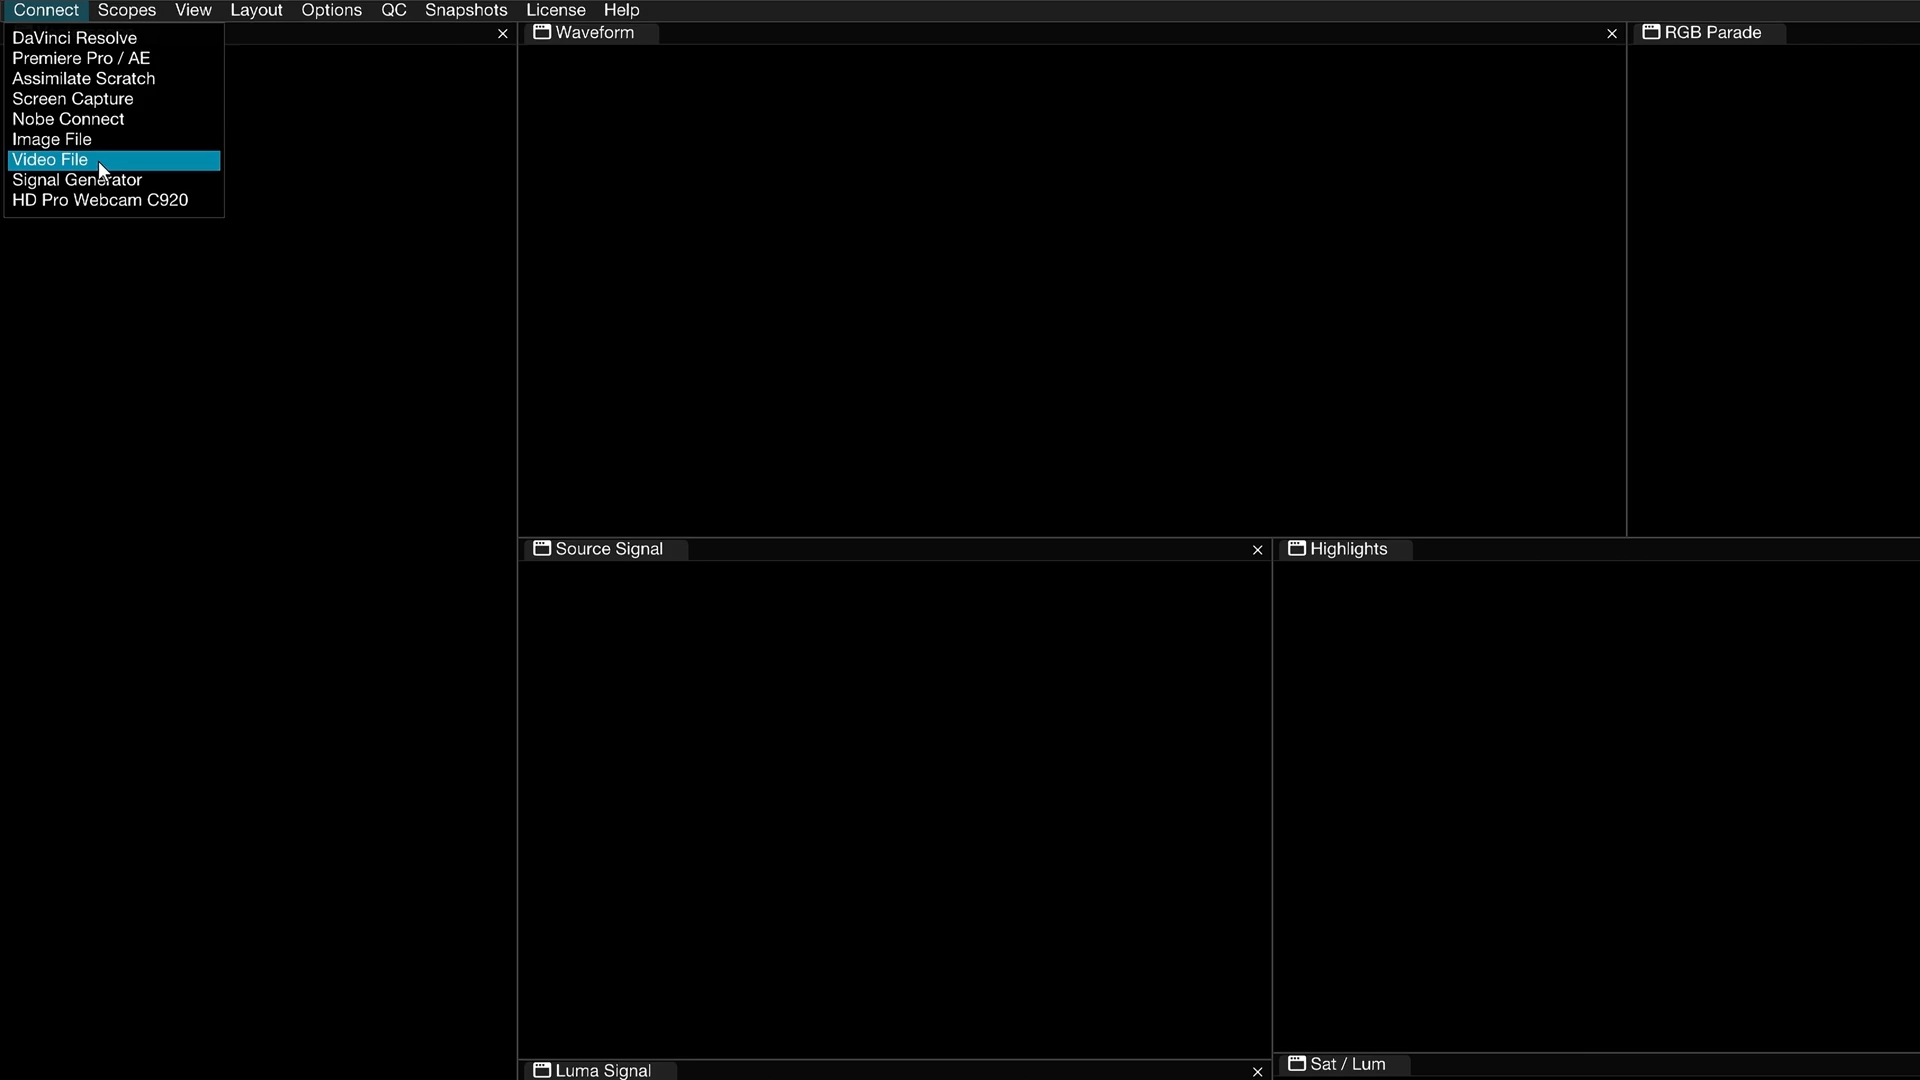 Connect Scopes View Layout Options QC Snapshots License Help
DaVinci Resolve
Premiere Pro / AE
Assimilate Scratch
Screen Capture
Nobe Connect
Image File
Video File
Signal Generator
HD Pro Webcam C920
Waveform
RGB Parade
Source Signal
Highlights
Luma Signal
Sat / Lum